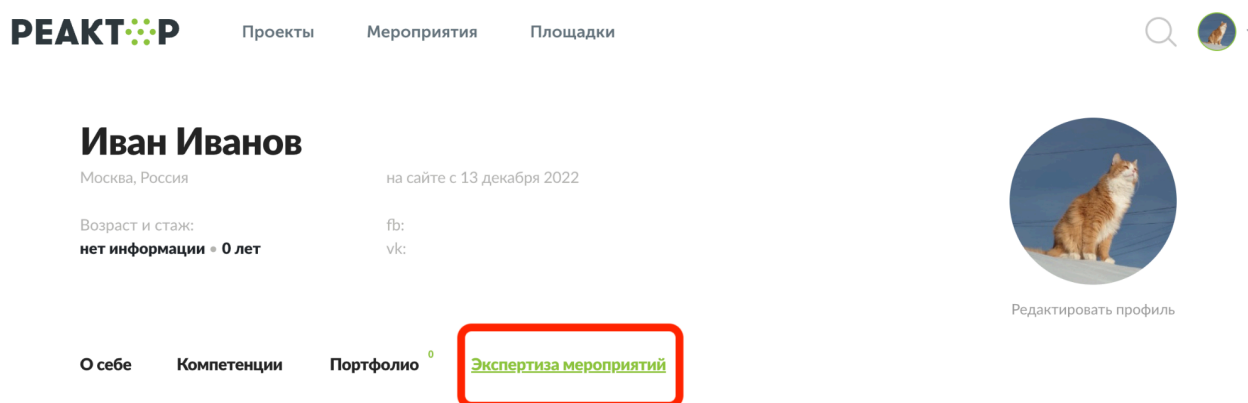 РЕАКТОР Проекты Мероприятия Площадки
Иван Иванов
Москва, Россия на сайте с 13 декабря 2022
Возраст и стаж: fb:
нет информации • 0 лет vk:
Редактировать профиль
О себе Компетенции Портфолио 0 Экспертиза мероприятий